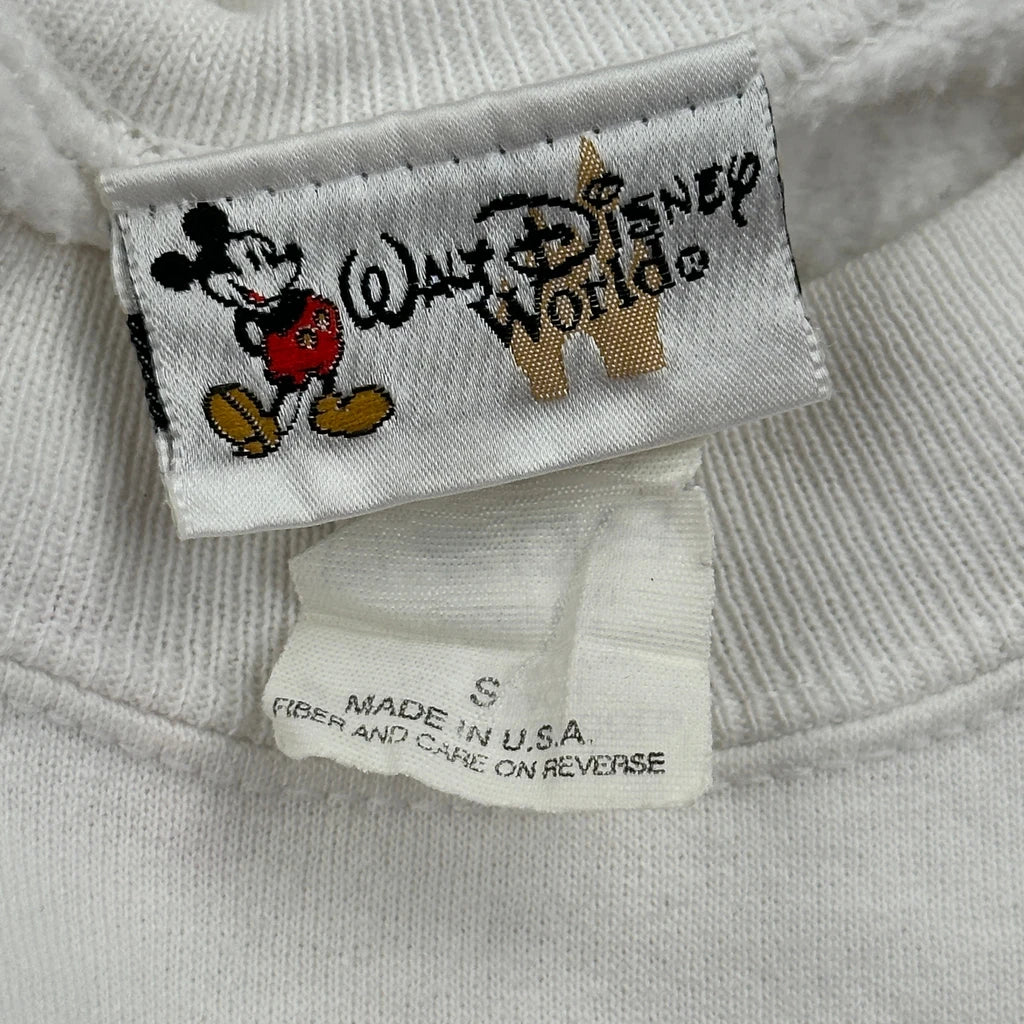 WALT DISNEY
World®
S
MADE IN U.S.A.
FIBER AND CARE ON REVERSE